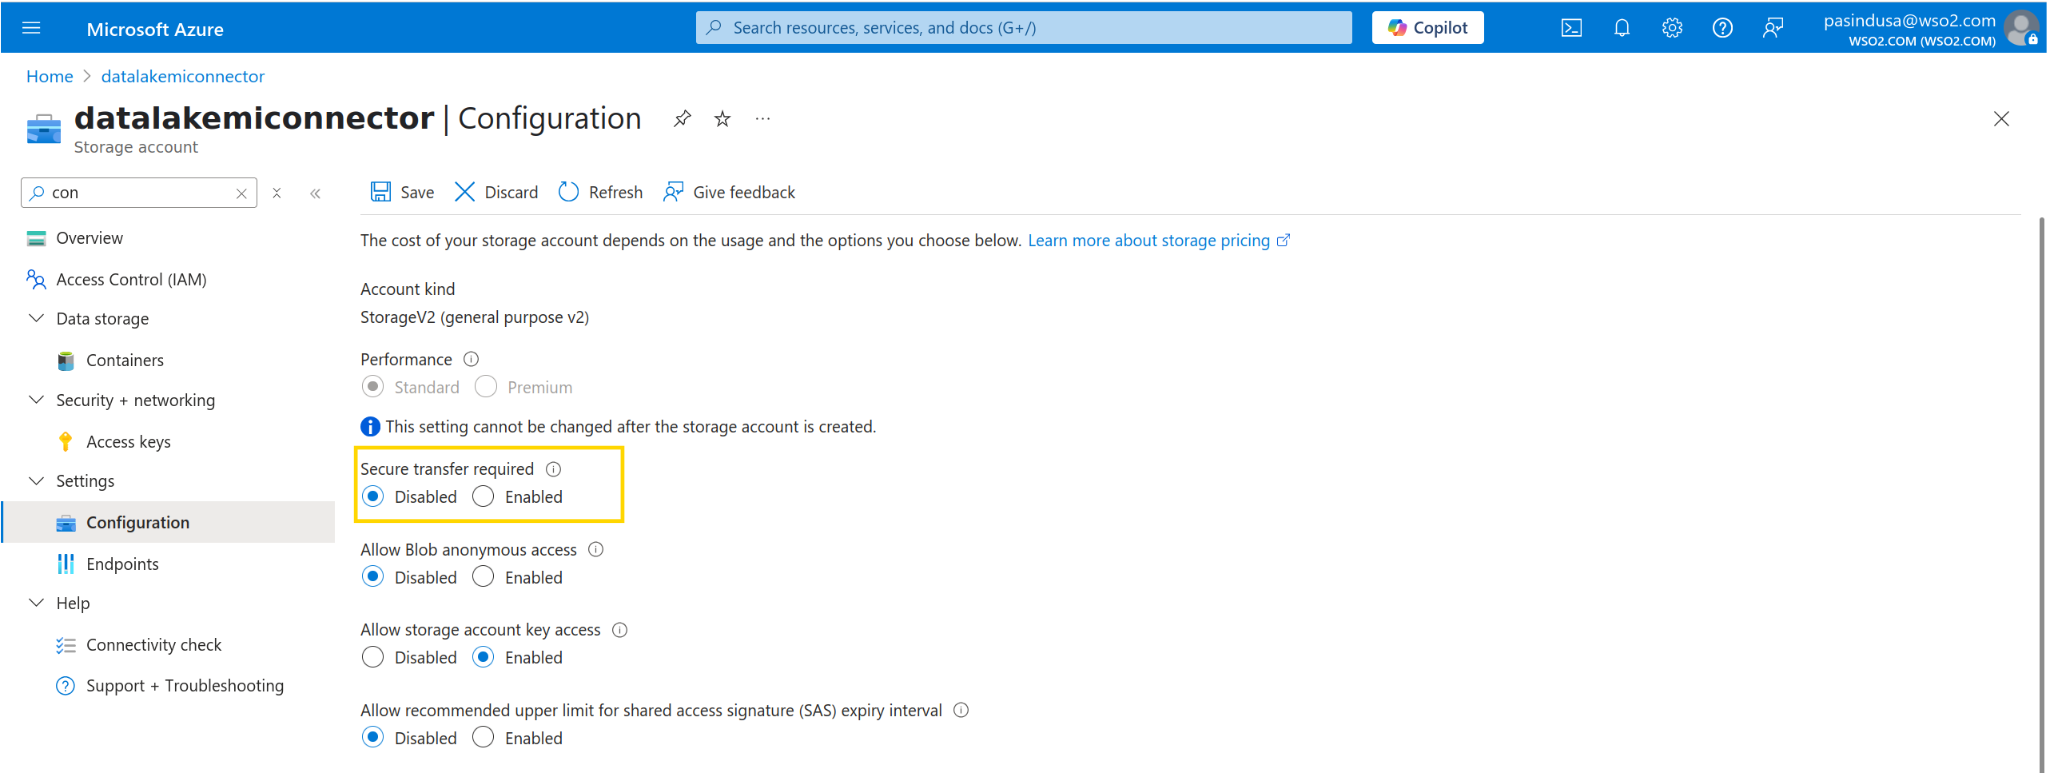 Microsoft Azure
Search resources, services, and docs (G+/)
Copilot
pasindusa@wso2.com
WSO2.COM (WSO2.COM)
Home > datalakemiconnector
datalakemiconnector | Configuration
Storage account
con
Overview
Access Control (IAM)
Data storage
Containers
Security + networking
Access keys
Settings
Configuration
Endpoints
Help
Connectivity check
Support + Troubleshooting
Save Discard Refresh Give feedback
The cost of your storage account depends on the usage and the options you choose below. Learn more about storage pricing
Account kind
StorageV2 (general purpose v2)
Performance
Standard Premium
This setting cannot be changed after the storage account is created.
Secure transfer required
Disabled Enabled
Allow Blob anonymous access
Disabled Enabled
Allow storage account key access
Disabled Enabled
Allow recommended upper limit for shared access signature (SAS) expiry interval
Disabled Enabled